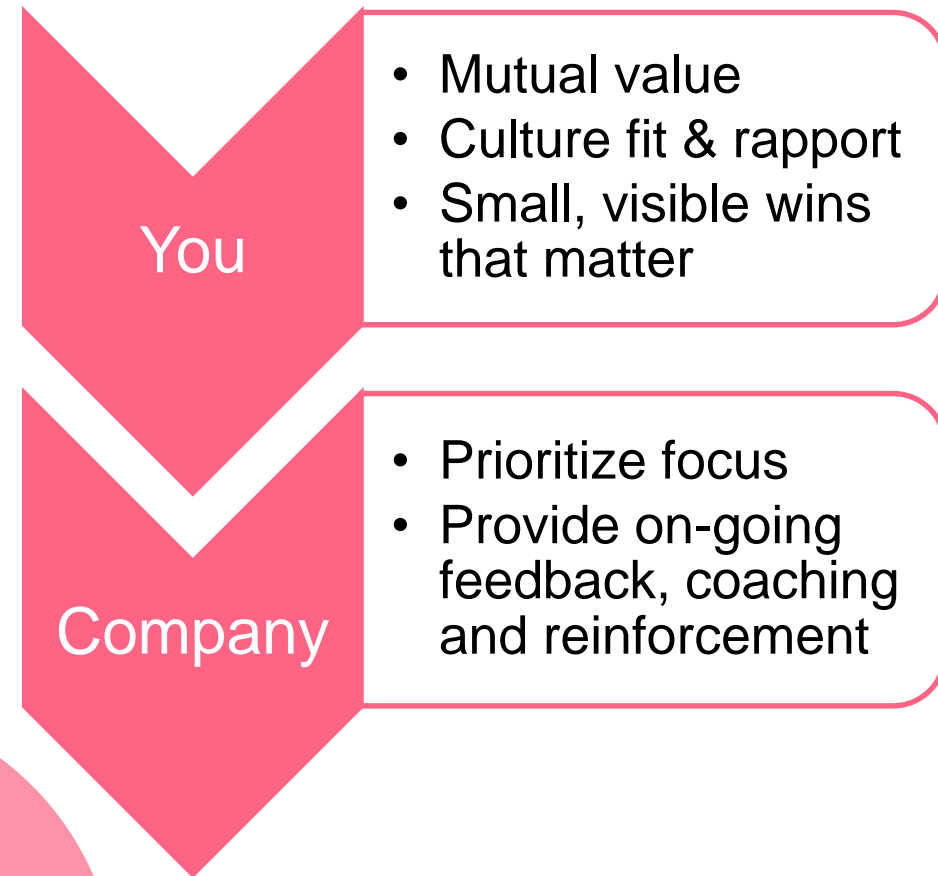 You
• Mutual value
• Culture fit & rapport
• Small, visible wins
that matter
Company
• Prioritize focus
• Provide on-going
feedback, coaching
and reinforcement